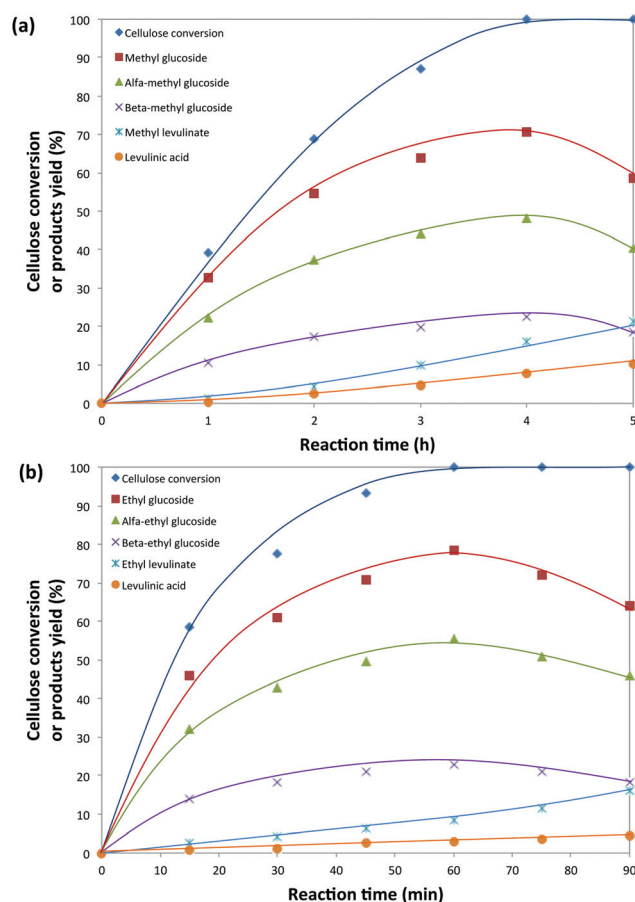 (a)
Cellulose conversion or products yield (%)
100
90
80
70
60
50
40
30
20
10
0
Cellulose conversion
Methyl glucoside
Alfa-methyl glucoside
Beta-methyl glucoside
Methyl levulinate
Levulinic acid
0 1 2 3 4 5
Reaction time (h)
(b)
Cellulose conversion or products yield (%)
100
90
80
70
60
50
40
30
20
10
0
Cellulose conversion
Ethyl glucoside
Alfa-ethyl glucoside
Beta-ethyl glucoside
Ethyl levulinate
Levulinic acid
0 10 20 30 40 50 60 70 80 90
Reaction time (min)